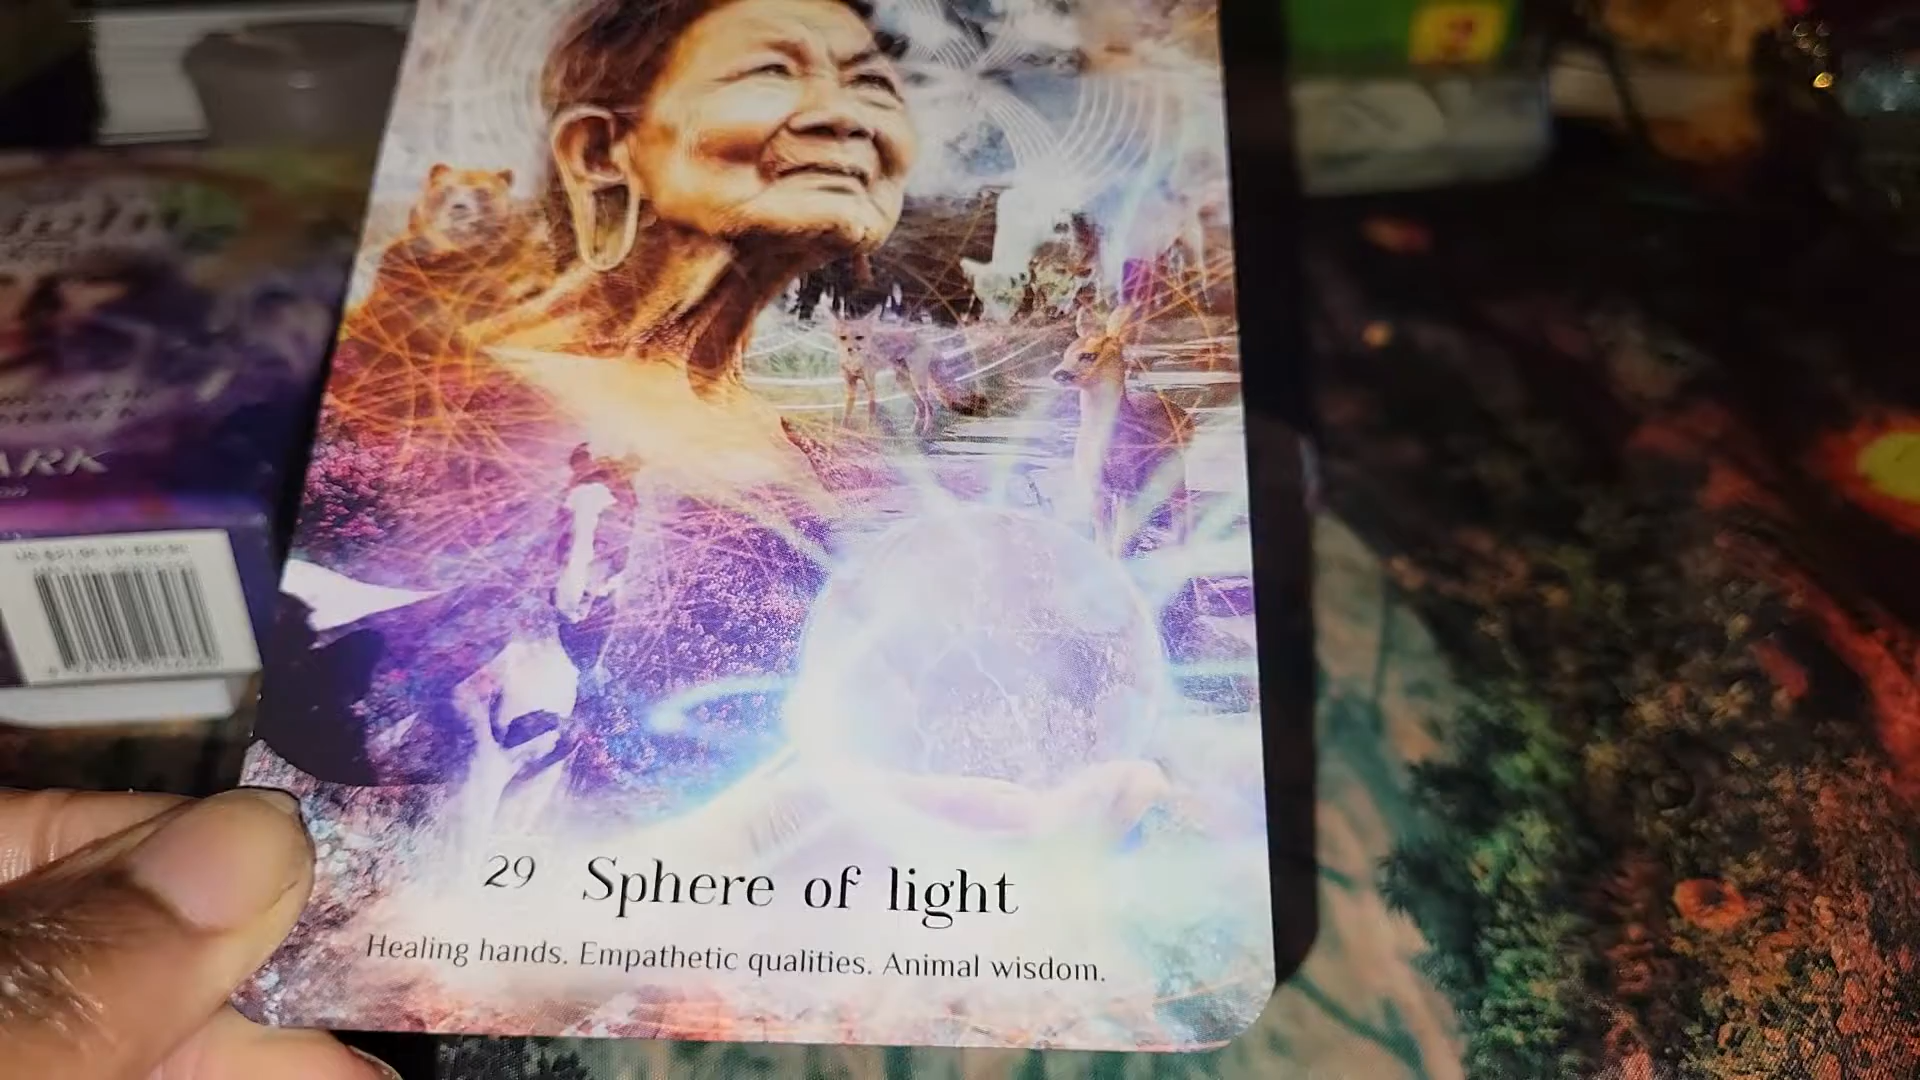 ARK
29 Sphere of light
Healing hands. Empathetic qualities. Animal wisdom.